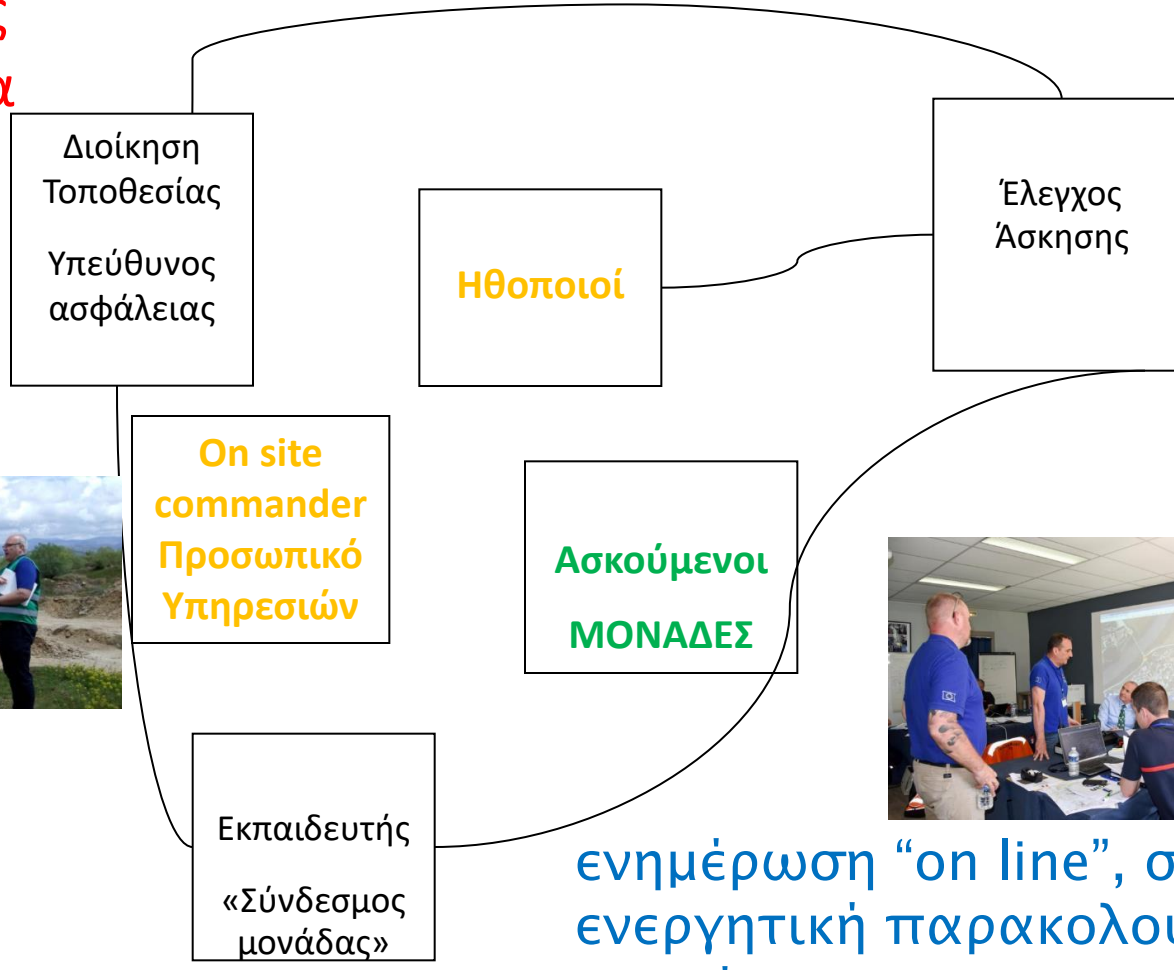 Διοίκηση
Τοποθεσίας
Υπεύθυνος
ασφάλειας
Ηθοποιοί
Έλεγχος
Άσκησης
On site
commander
Προσωπικό
Υπηρεσιών
Ασκούμενοι
ΜΟΝΑΔΕΣ
Εκπαιδευτής
«Σύνδεσμος
μονάδας»
ενημέρωση “on line”,
ενεργητική